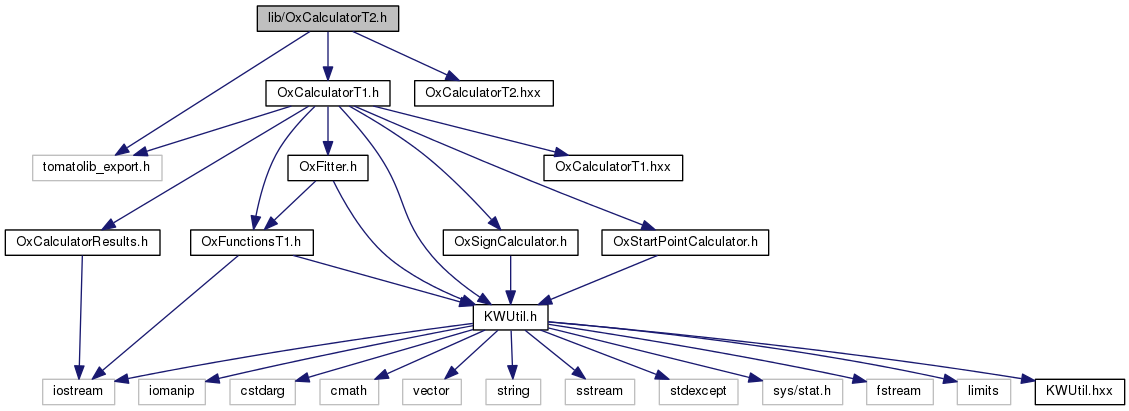 lib/OxCalculatorT2.h
OxCalculatorT1.h
OxCalculatorT2.hxx
tomatolib_export.h
OxFitter.h
OxCalculatorT1.hxx
OxCalculatorResults.h
OxFunctionsT1.h
OxSignCalculator.h
OxStartPointCalculator.h
KWUtil.h
iostream
iomanip
cstdarg
cmath
vector
string
sstream
stdexcept
sys/stat.h
fstream
limits
KWUtil.hxx